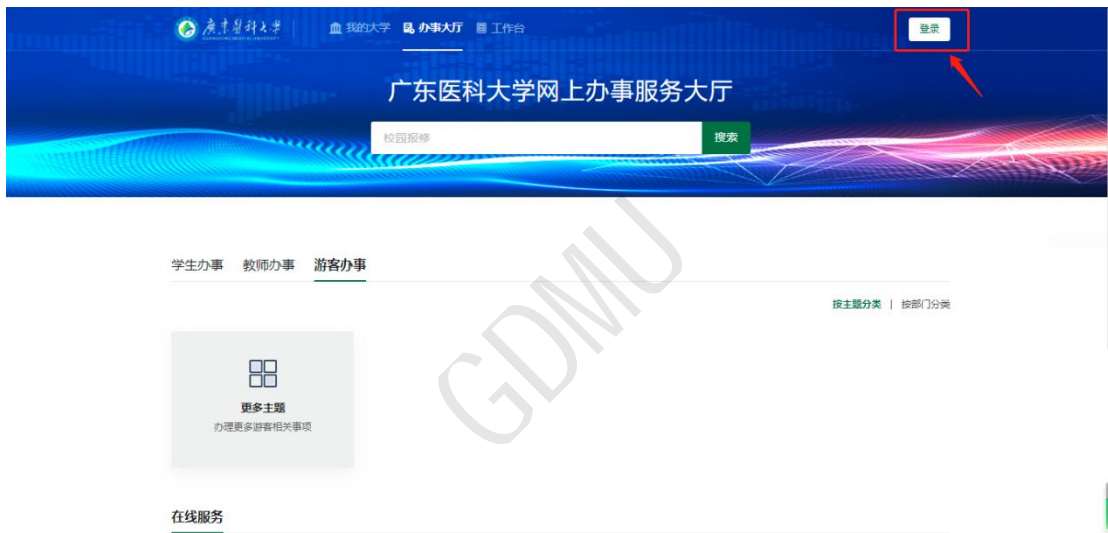 广东医科大学
我的大学 办事大厅 工作台
登录
广东医科大学网上办事服务大厅
校园报修 搜索
学生办事 教师办事 游客办事
按主题分类 | 按部门分类
更多主题
办理更多游客相关事项
GDMU
在线服务